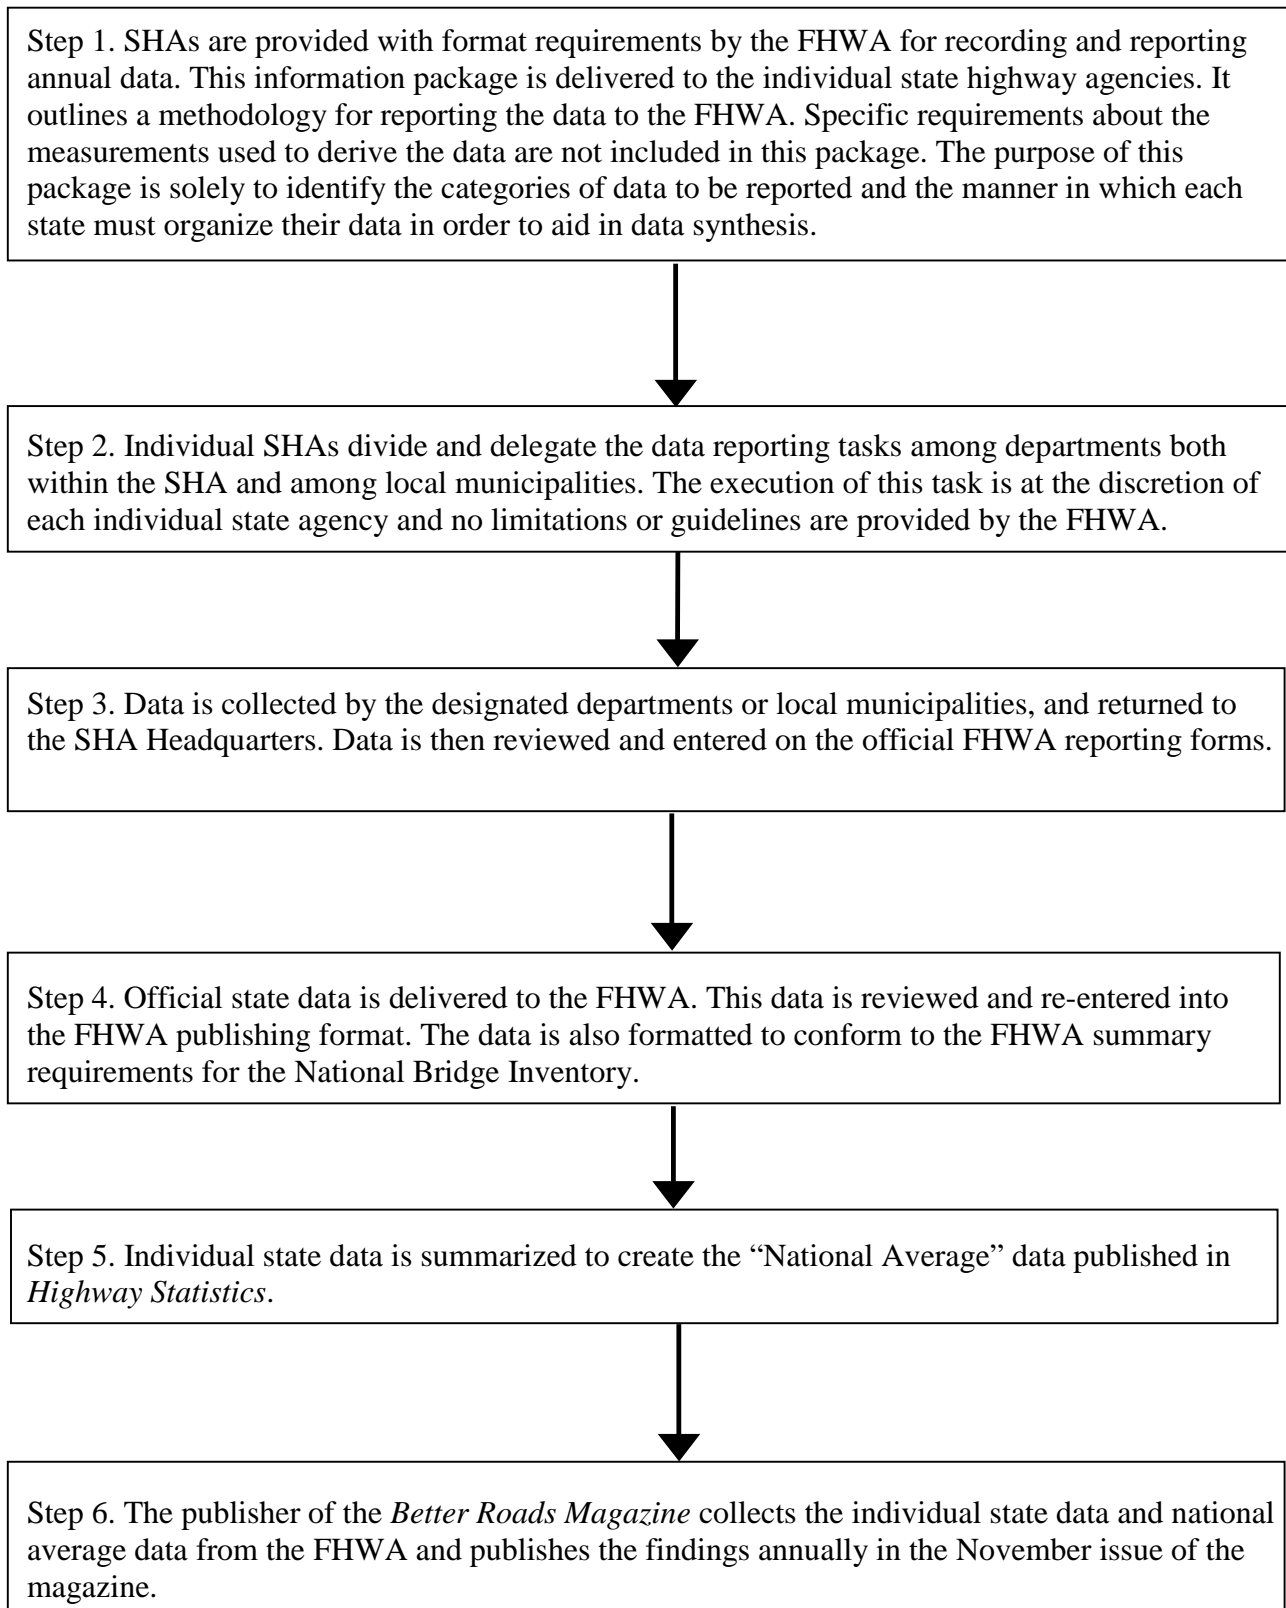 Step 1. SHAs are provided with format requirements by the FHWA for recording and reporting
annual data. This information package is delivered to the individual state highway agencies. It
outlines a methodology for reporting the data to the FHWA. Specific requirements about the
measurements used to derive the data are not included in this package. The purpose of this
package is solely to identify the categories of data to be reported and the manner in which each
state must organize their data in order to aid in data synthesis.
Step 2. Individual SHAs divide and delegate the data reporting tasks among departments both
within the SHA and among local municipalities. The execution of this task is at the discretion of
each individual state agency and no limitations or guidelines are provided by the FHWA.
Step 3. Data is collected by the designated departments or local municipalities, and returned to
the SHA Headquarters. Data is then reviewed and entered on the official FHWA reporting forms.
Step 4. Official state data is delivered to the FHWA. This data is reviewed and re-entered into
the FHWA publishing format. The data is also formatted to conform to the FHWA summary
requirements for the National Bridge Inventory.
Step 5. Individual state data is summarized to create the “National Average” data published in
Highway Statistics.
Step 6. The publisher of the Better Roads Magazine collects the individual state data and national
average data from the FHWA and publishes the findings annually in the November issue of the
magazine.